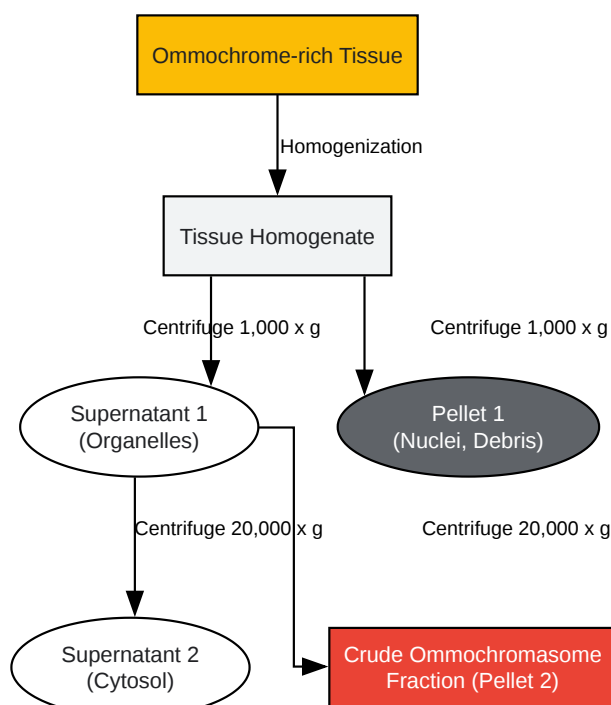 Ommochrome-rich Tissue
Homogenization
Tissue Homogenate
Centrifuge 1,000 x g
Centrifuge 1,000 x g
Supernatant 1
(Organelles)
Pellet 1
(Nuclei, Debris)
Centrifuge 20,000 x g
Centrifuge 20,000 x g
Supernatant 2
(Cytosol)
Crude Ommochromasome
Fraction (Pellet 2)